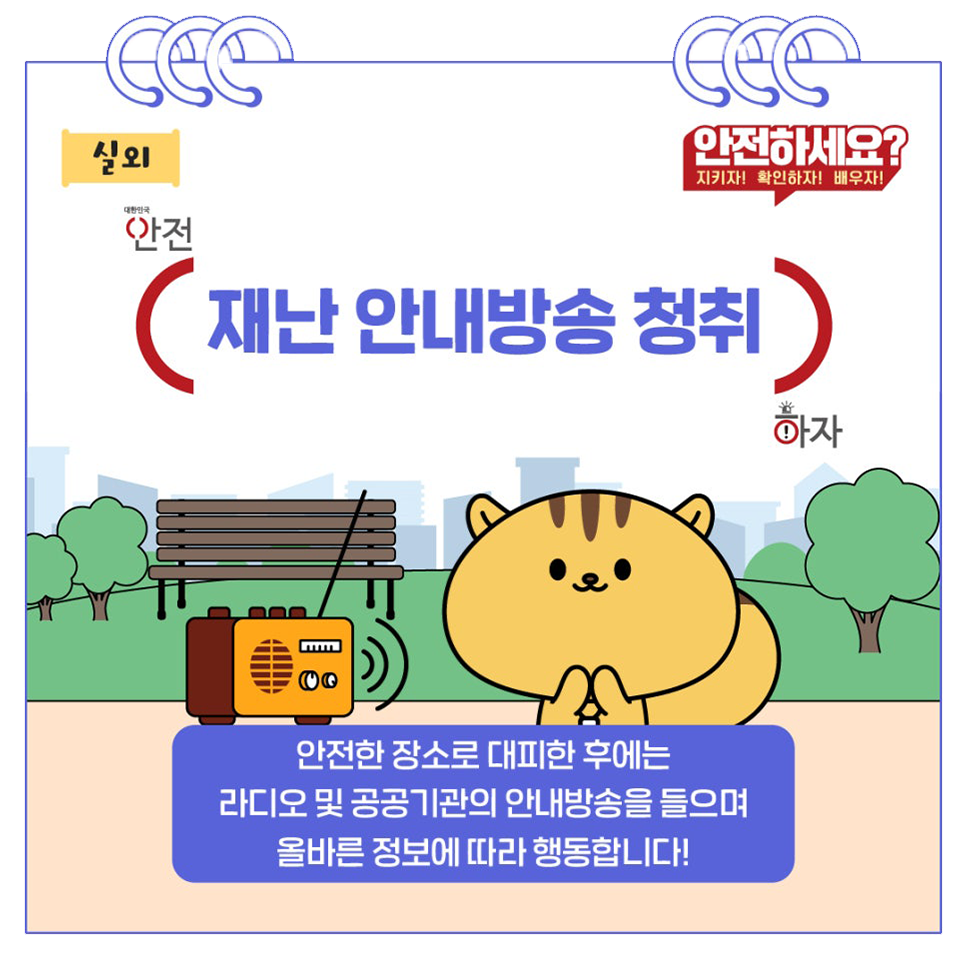 실외
안전하세요?
지키자! 확인하자! 배우자!
대한민국
안전
재난 안내방송 청취
하자
안전한 장소로 대피한 후에는
라디오 및 공공기관의 안내방송을 들으며
올바른 정보에 따라 행동합니다!